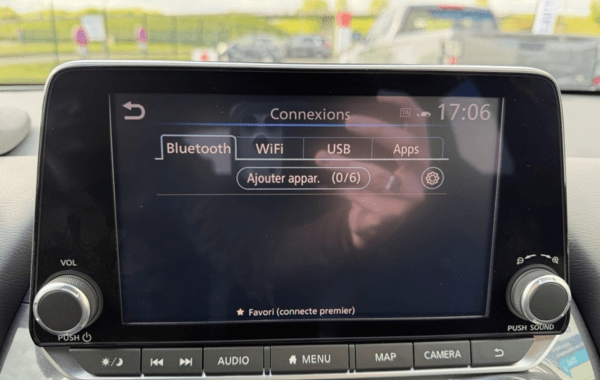 Connexions TA 17:06
Bluetooth WiFi USB Apps
Ajouter appar. (0/6)
★ Favori (connecte premier)
VOL
PUSH
PUSH SOUND
AUDIO MENU MAP CAMERA